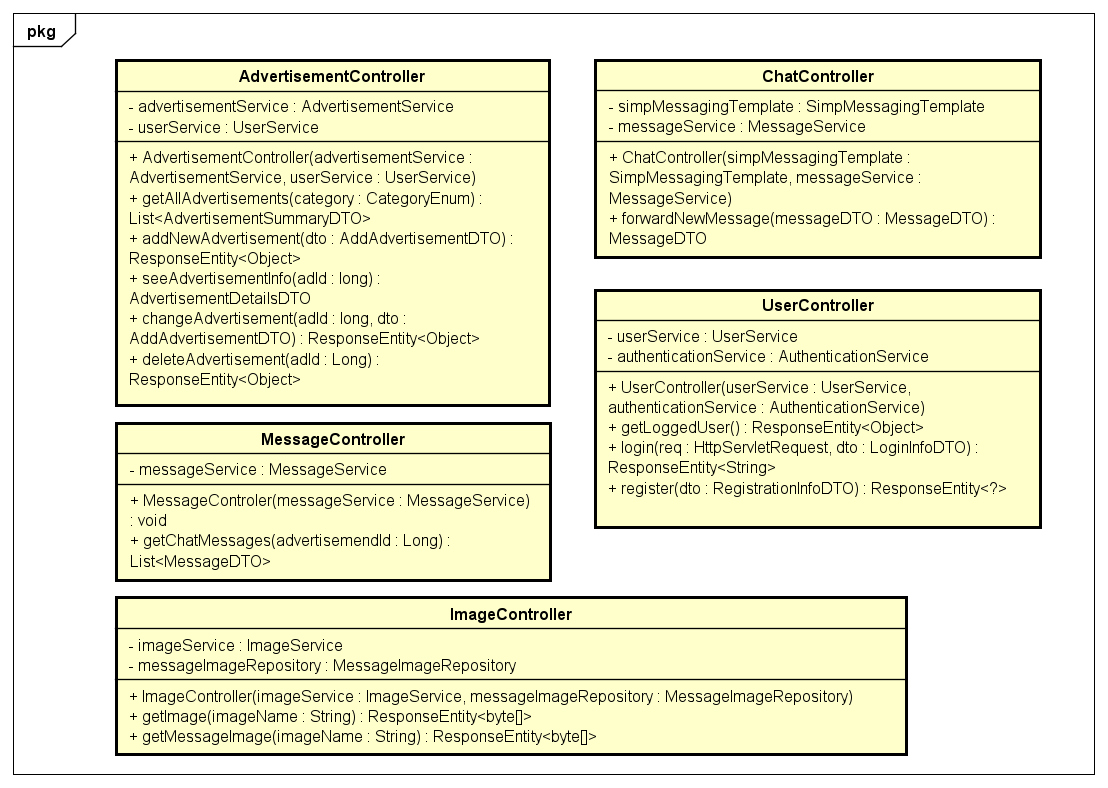 pkg
AdvertisementController
- advertisementService : AdvertisementService
- userService : UserService
+ AdvertisementController(advertisementService :
AdvertisementService, userService : UserService)
+ getAllAdvertisements(category : CategoryEnum) :
List<AdvertisementSummaryDTO>
+ addNewAdvertisement(dto : AddAdvertisementDTO) :
ResponseEntity<Object>
+ seeAdvertisementInfo(adId : long) :
AdvertisementDetailsDTO
+ changeAdvertisement(adId : long, dto :
AddAdvertisementDTO) : ResponseEntity<Object>
+ deleteAdvertisement(adId : Long) :
ResponseEntity<Object>
ChatController
- simpMessagingTemplate : SimpMessagingTemplate
- messageService : MessageService
+ ChatController(simpMessagingTemplate :
SimpMessagingTemplate, messageService :
MessageService)
+ forwardNewMessage(messageDTO : MessageDTO) :
MessageDTO
UserController
- userService : UserService
- authenticationService : AuthenticationService
+ UserController(userService : UserService,
authenticationService : AuthenticationService)
+ getLoggedUser() : ResponseEntity<Object>
+ login(req : HttpServletRequest, dto : LoginInfoDTO) :
ResponseEntity<String>
+ register(dto : RegistrationInfoDTO) : ResponseEntity<?>
MessageController
- messageService : MessageService
+ MessageControler(messageService : MessageService)
: void
+ getChatMessages(advertisemendId : Long) :
List<MessageDTO>
ImageController
- imageService : ImageService
- messageImageRepository : MessageImageRepository
+ ImageController(imageService : ImageService, messageImageRepository : MessageImageRepository)
+ getImage(imageName : String) : ResponseEntity<byte[]>
+ getMessageImage(imageName : String) : ResponseEntity<byte[]>